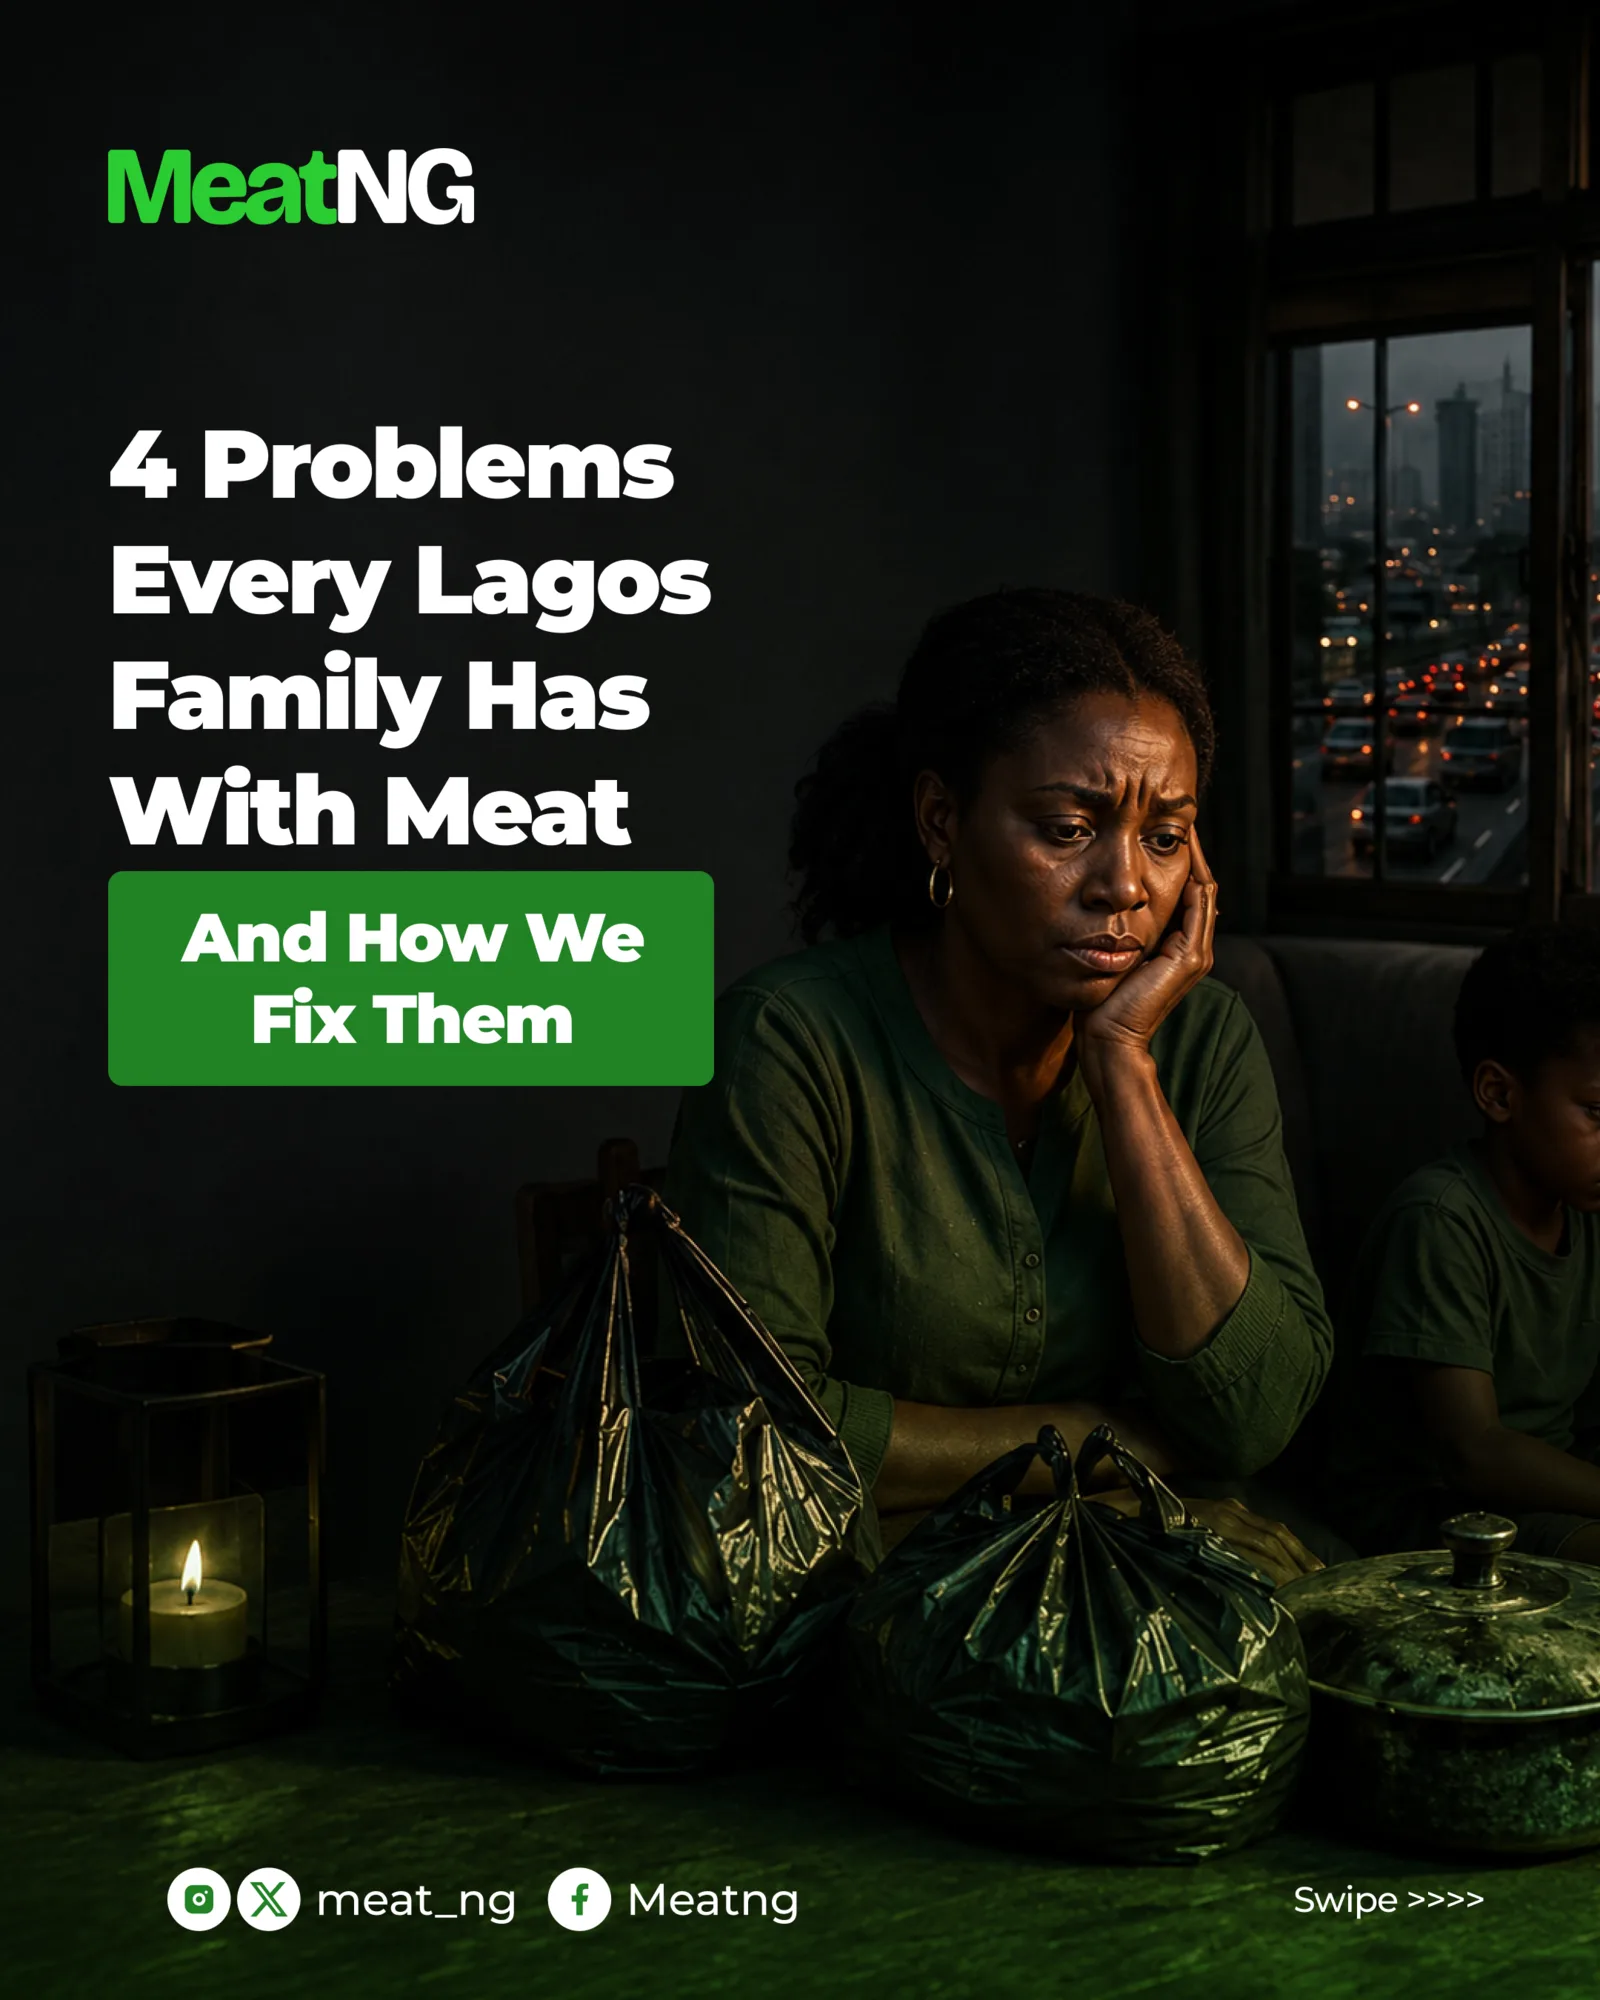 MeatNG
4 Problems
Every Lagos
Family Has
With Meat
And How We
Fix Them
meat_ng Meatng Swipe >>>>